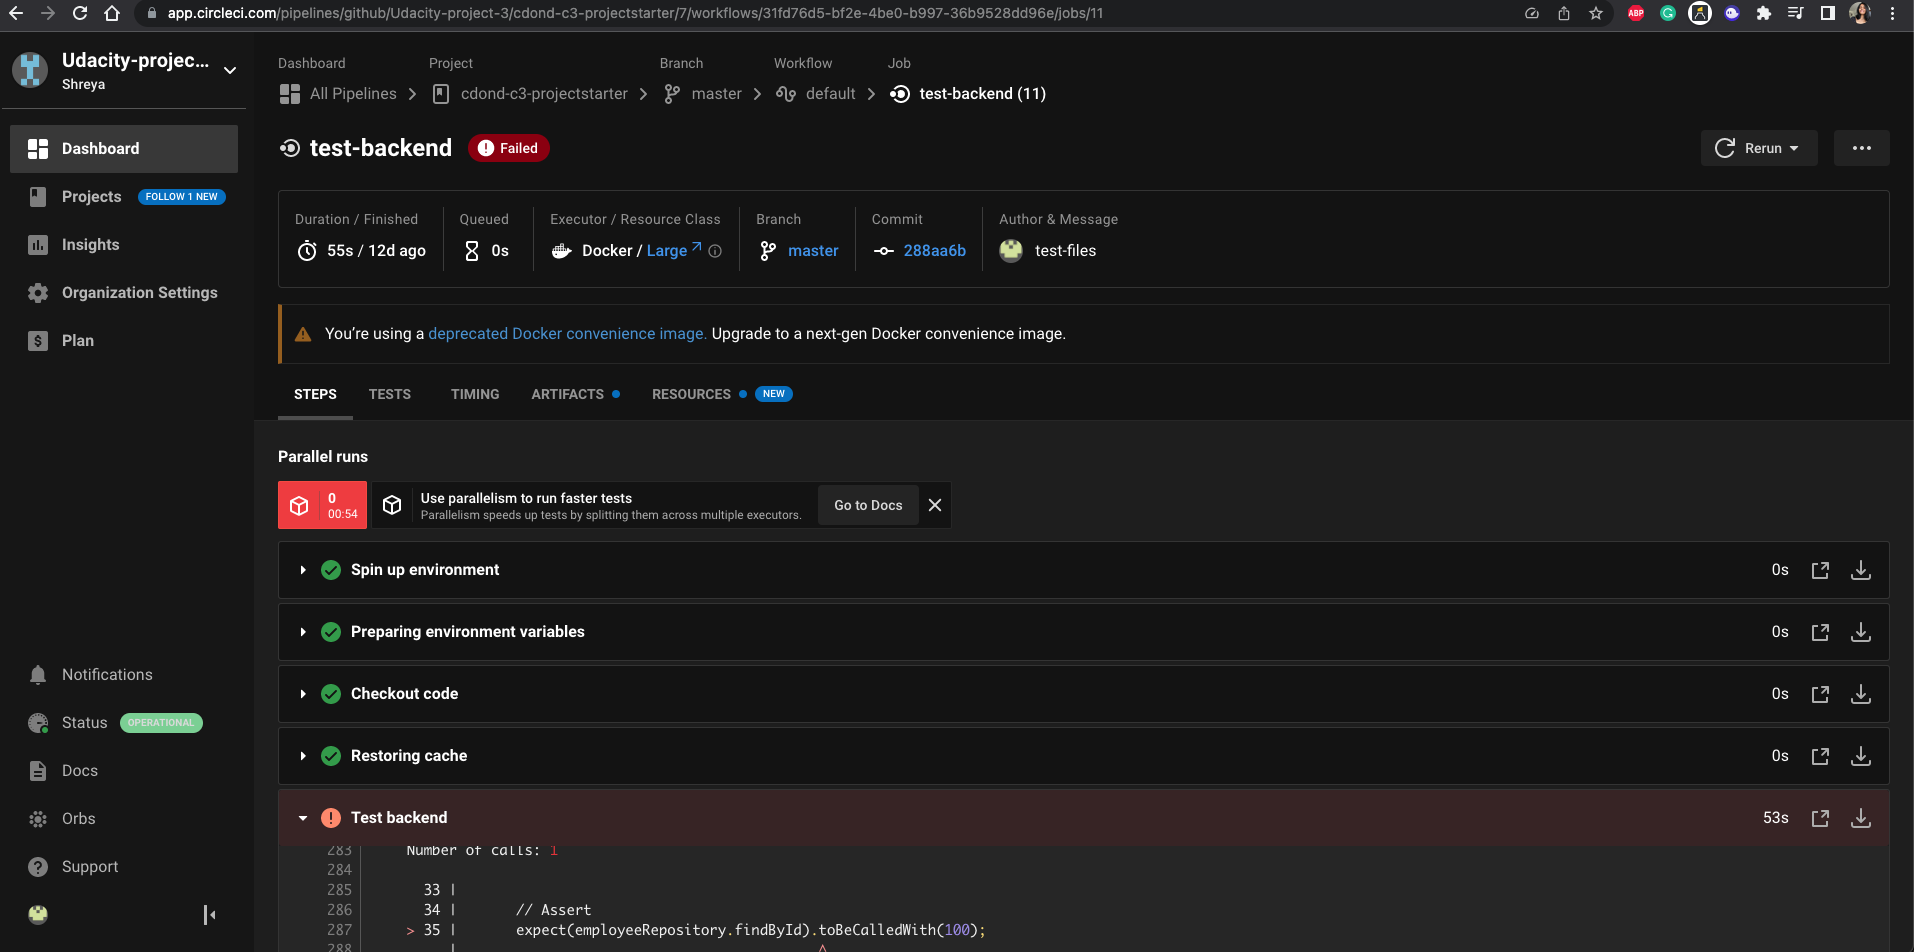 app.circleci.com/pipelines/github/Udacity-project-3/cdond-c3-projectstarter/7/workflows/31fd76d5-bf2e-4be0-b997-36b9528dd96e/jobs/11
ABP
Udacity-projec...
Shreya
Dashboard
Projects FOLLOW 1 NEW
Insights
Organization Settings
$ Plan
Notifications
Status OPERATIONAL
Docs
Orbs
Support
Dashboard Project Branch Workflow Job
All Pipelines cdond-c3-projectstarter master default test-backend (11)
test-backend Failed
Rerun
Duration / Finished Queued Executor / Resource Class Branch Commit Author & Message
55s / 12d ago 0s Docker / Large master 288aa6b test-files
You’re using a deprecated Docker convenience image. Upgrade to a next-gen Docker convenience image.
STEPS TESTS TIMING ARTIFACTS RESOURCES NEW
Parallel runs
0
00:54
Use parallelism to run faster tests
Parallelism speeds up tests by splitting them across multiple executors.
Go to Docs
Spin up environment 0s
Preparing environment variables 0s
Checkout code 0s
Restoring cache 0s
Test backend 53s
283 Number of calls: 1
284
285 33 |
286 34 | // Assert
287 > 35 | expect(employeeRepository.findById).toBeCalledWith(100);
288 | ^